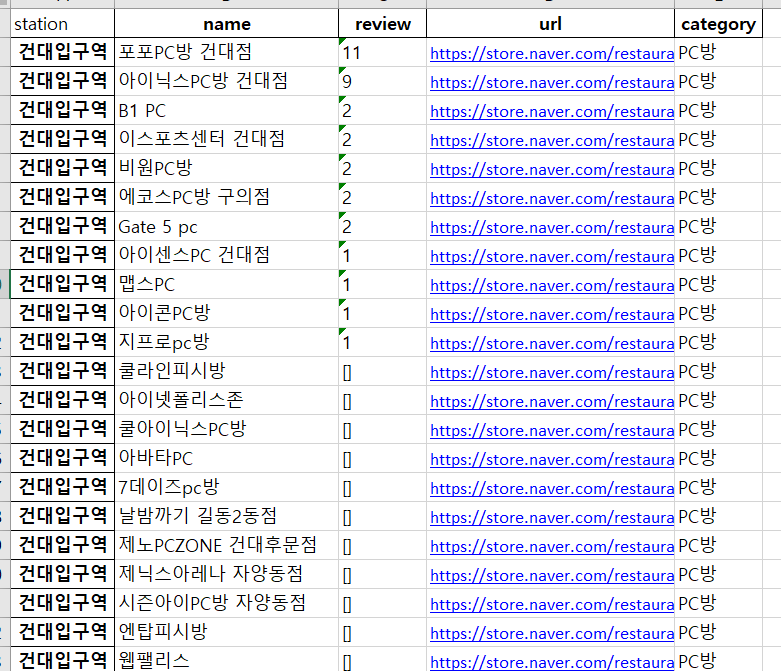 station name review url category
건대입구역 포포PC방 건대점 11 https://store.naver.com/restaura PC방
건대입구역 아이닉스PC방 건대점 9 https://store.naver.com/restaura PC방
건대입구역 B1 PC 2 https://store.naver.com/restaura PC방
건대입구역 이스포츠센터 건대점 2 https://store.naver.com/restaura PC방
건대입구역 비원PC방 2 https://store.naver.com/restaura PC방
건대입구역 에코스PC방 구의점 2 https://store.naver.com/restaura PC방
건대입구역 Gate 5 pc 2 https://store.naver.com/restaura PC방
건대입구역 아이센스PC 건대점 1 https://store.naver.com/restaura PC방
건대입구역 맵스PC 1 https://store.naver.com/restaura PC방
건대입구역 아이콘PC방 1 https://store.naver.com/restaura PC방
건대입구역 지프로pc방 1 https://store.naver.com/restaura PC방
건대입구역 쿨라인피시방 [] https://store.naver.com/restaura PC방
건대입구역 아이넷폴리스존 [] https://store.naver.com/restaura PC방
건대입구역 쿨아이닉스PC방 [] https://store.naver.com/restaura PC방
건대입구역 아바타PC [] https://store.naver.com/restaura PC방
건대입구역 7데이즈pc방 [] https://store.naver.com/restaura PC방
건대입구역 날밤까기 길동2동점 [] https://store.naver.com/restaura PC방
건대입구역 제노PCZONE 건대후문점 [] https://store.naver.com/restaura PC방
건대입구역 제닉스아레나 자양동점 [] https://store.naver.com/restaura PC방
건대입구역 시즌아이PC방 자양동점 [] https://store.naver.com/restaura PC방
건대입구역 엔탑피시방 [] https://store.naver.com/restaura PC방
건대입구역 웹팰리스 [] https://store.naver.com/restaura PC방